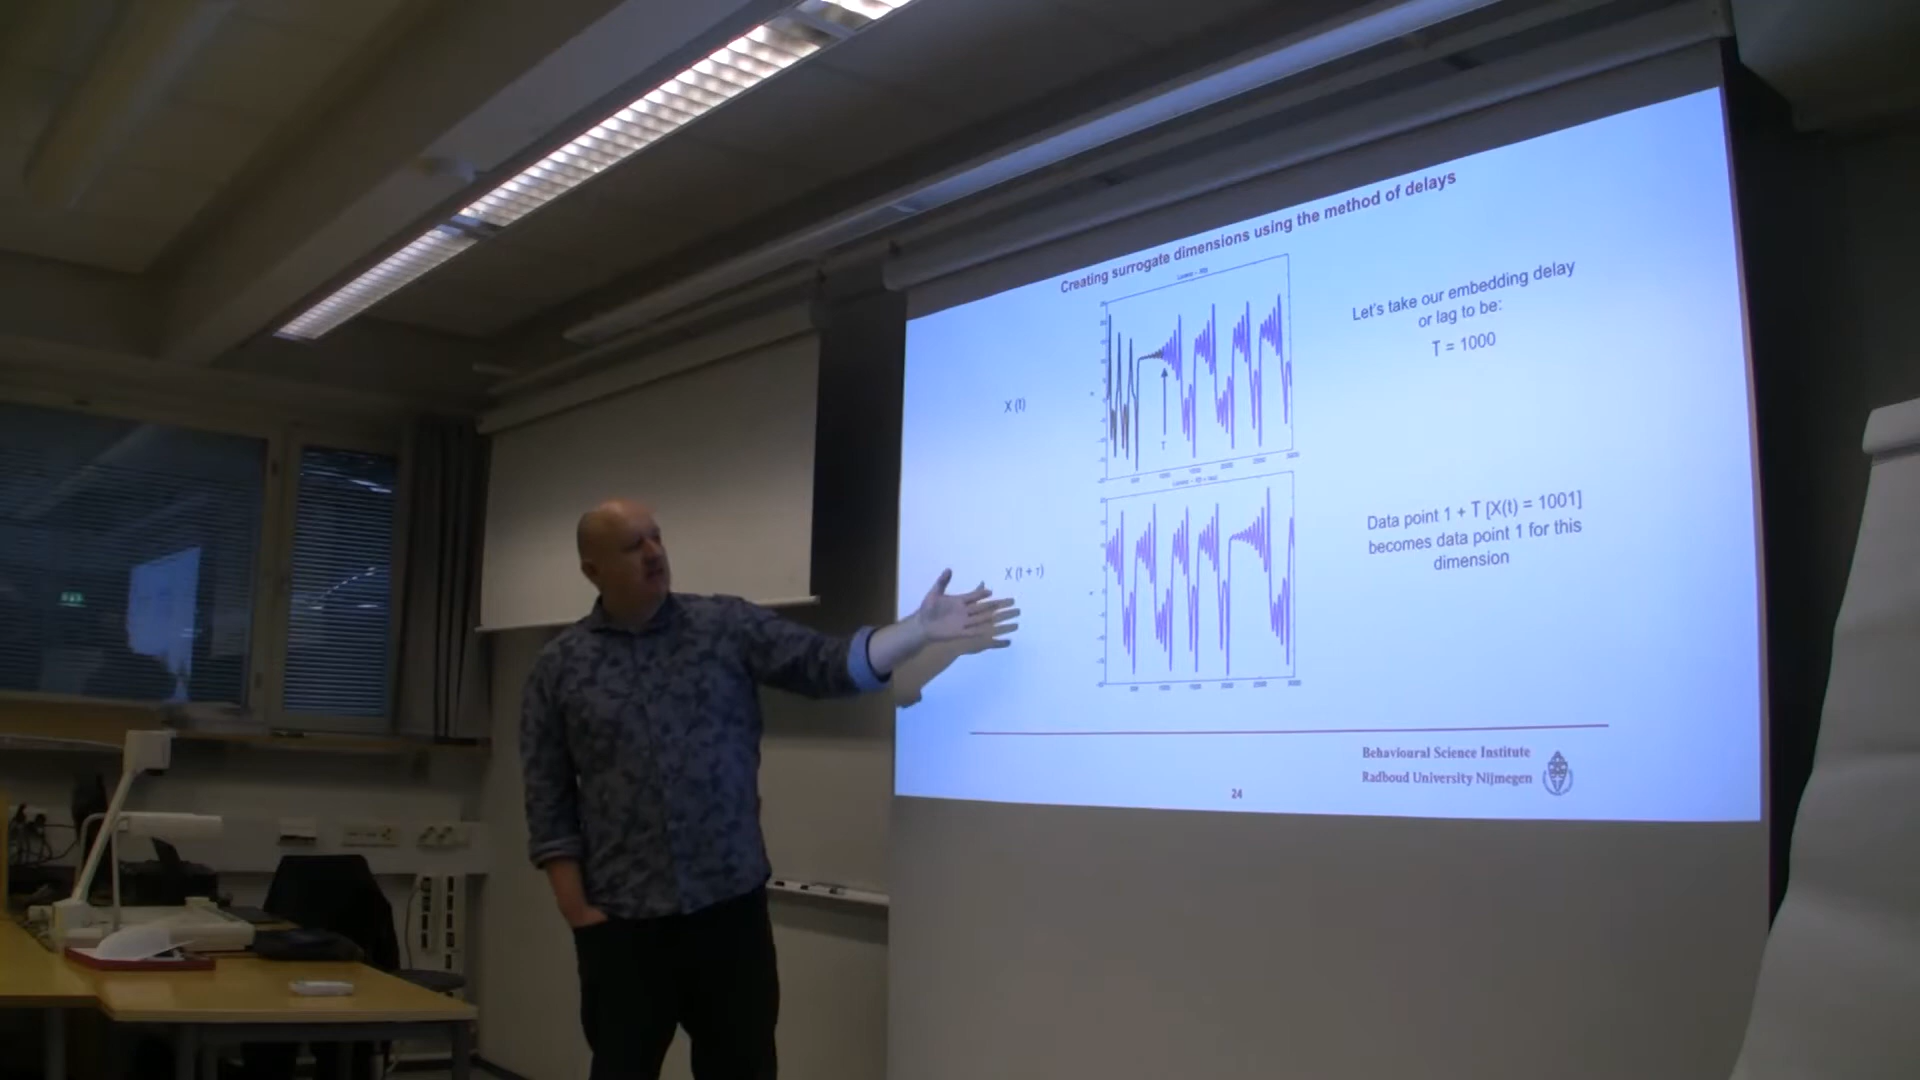 Creating surrogate dimensions using the method of delays
Let's take our embedding delay
or lag to be:
T = 1000
X (t)
τ
X (t + τ)
Data point 1 + T [X(t) = 1001]
becomes data point 1 for this
dimension
Behavioural Science Institute
Radboud University Nijmegen
24